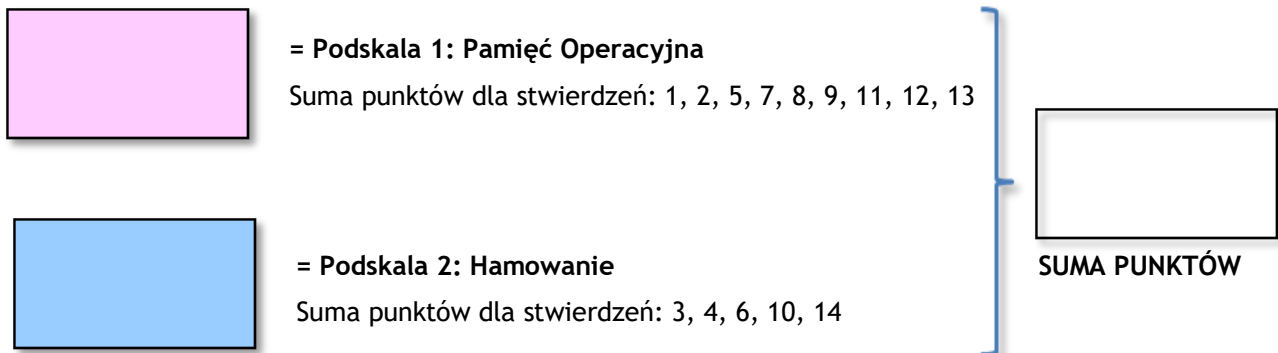 = Podskala 1: Pamięć Operacyjna
Suma punktów dla stwierdzeń: 1, 2, 5, 7, 8, 9, 11, 12, 13
= Podskala 2: Hamowanie
Suma punktów dla stwierdzeń: 3, 4, 6, 10, 14
SUMA PUNKTÓW